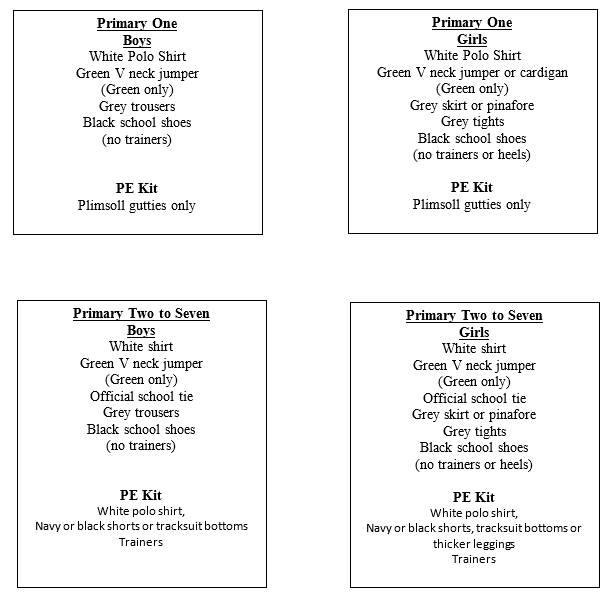 Primary One
Boys
White Polo Shirt
Green V neck jumper
(Green only)
Grey trousers
Black school shoes
(no trainers)
PE Kit
Plimsoll gutties only
Primary One
Girls
White Polo Shirt
Green V neck jumper or cardigan
(Green only)
Grey skirt or pinafore
Grey tights
Black school shoes
(no trainers or heels)
PE Kit
Plimsoll gutties only
Primary Two to Seven
Boys
White shirt
Green V neck jumper
(Green only)
Official school tie
Grey trousers
Black school shoes
(no trainers)
PE Kit
White polo shirt,
Navy or black shorts or tracksuit bottoms
Trainers
Primary Two to Seven
Girls
White shirt
Green V neck jumper
(Green only)
Official school tie
Grey skirt or pinafore
Grey tights
Black school shoes
(no trainers or heels)
PE Kit
White polo shirt,
Navy or black shorts, tracksuit bottoms or
thicker leggings
Trainers